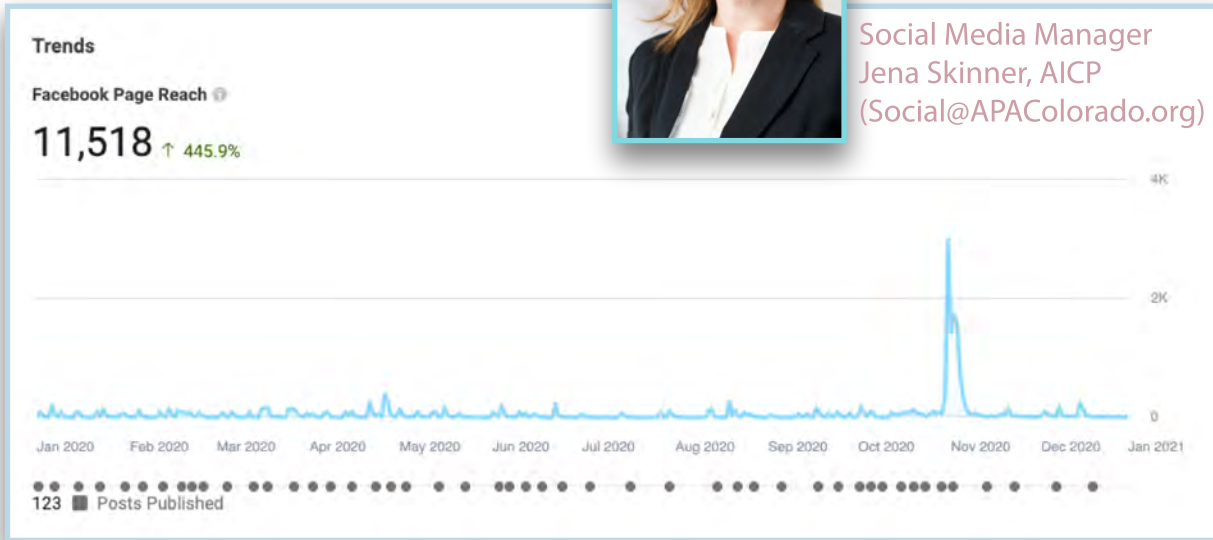 Trends
Social Media Manager
Jena Skinner, AICP
(Social@APAColorado.org)
Facebook Page Reach
11,518 ↑ 445.9%
4K
2K
0
Jan 2020 Feb 2020 Mar 2020 Apr 2020 May 2020 Jun 2020 Jul 2020 Aug 2020 Sep 2020 Oct 2020 Nov 2020 Dec 2020 Jan 2021
123 Posts Published